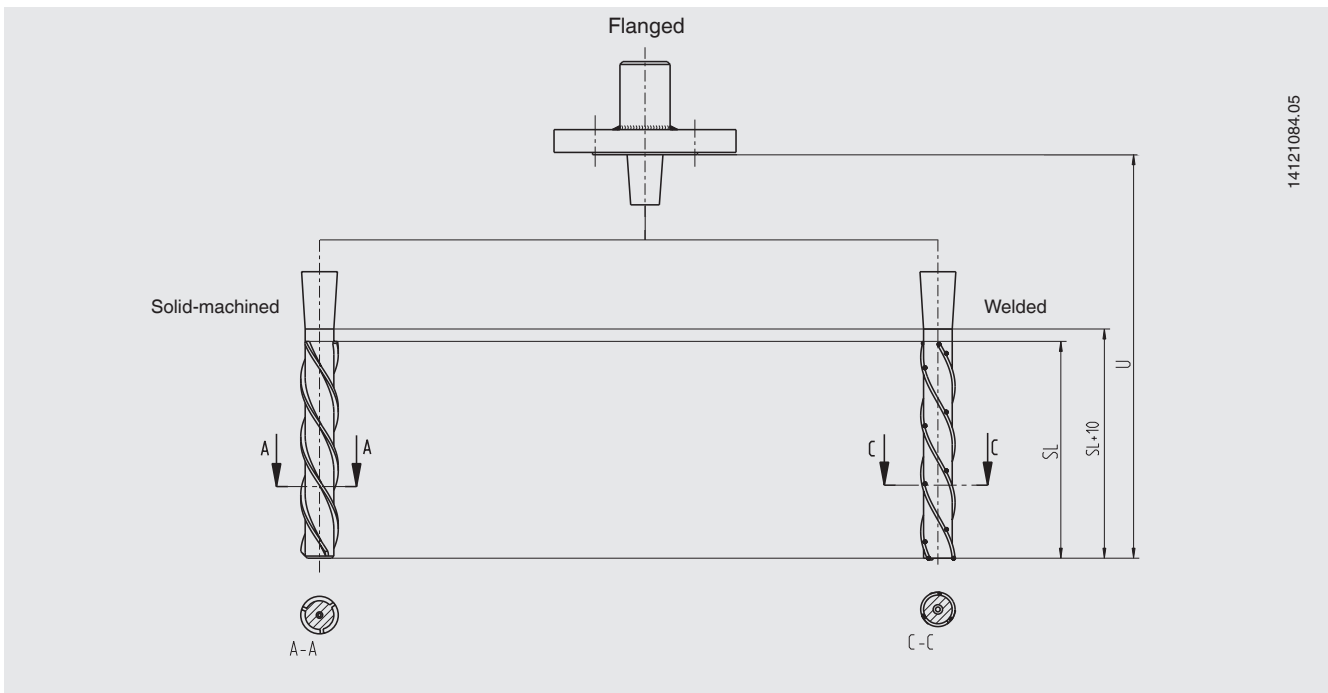 Flanged
14121084.05
Solid-machined
Welded
U
SL+10
SL
A
A
C
C
A-A
C-C